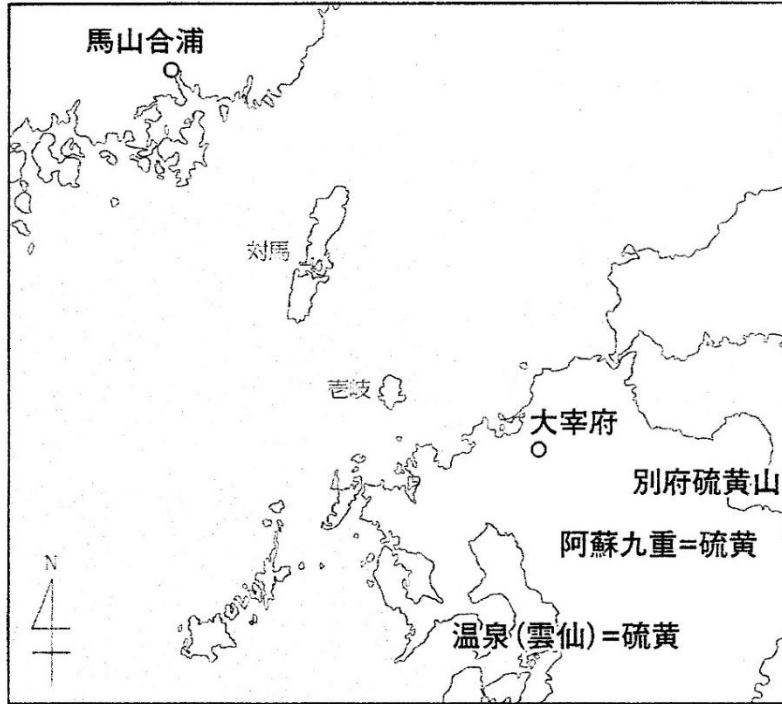 馬山合浦
対馬
壱岐
大宰府
別府硫黄山
阿蘇九重=硫黄
N
温泉(雲仙)=硫黄